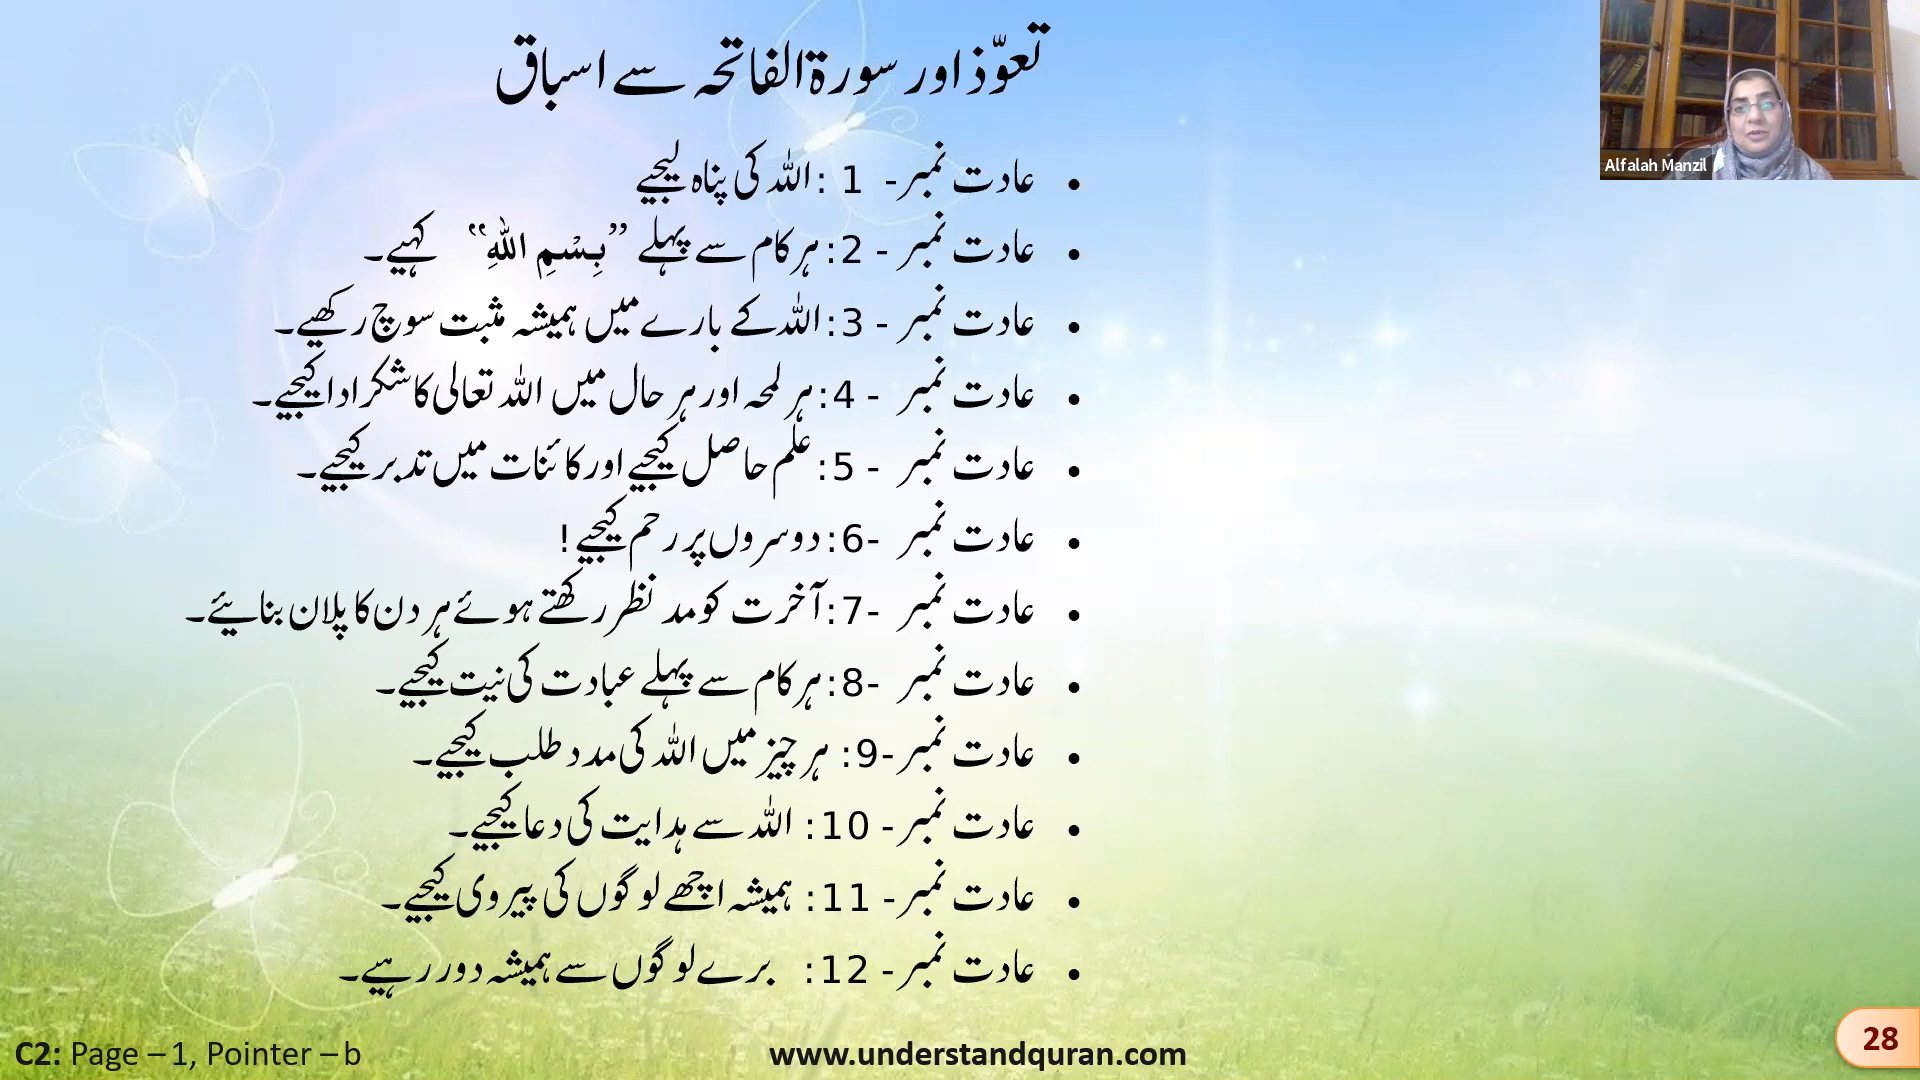 تعوّذ اور سورۃ الفاتحہ سے اسباق
Alfalah Manzil
• عادت نمبر- 1 : اللہ کی پناہ لیجیے
• عادت نمبر - 2: ہر کام سے پہلے ”بِسْمِ اللهِ“ کہیے۔
• عادت نمبر - 3: اللہ کے بارے میں ہمیشہ مثبت سوچ رکھیے۔
• عادت نمبر - 4: ہر لمحہ اور ہر حال میں اللہ تعالی کا شکر ادا کیجیے۔
• عادت نمبر - 5: علم حاصل کیجیے اور کائنات میں تدبر کیجیے۔
• عادت نمبر -6: دوسروں پر رحم کیجیے!
• عادت نمبر -7: آخرت کو مد نظر رکھتے ہوئے ہر دن کا پلان بنایئے۔
• عادت نمبر -8: ہر کام سے پہلے عبادت کی نیت کیجیے۔
• عادت نمبر-9: ہر چیز میں اللہ کی مدد طلب کیجیے۔
• عادت نمبر- 10: اللہ سے ہدایت کی دعا کیجیے۔
• عادت نمبر- 11: ہمیشہ اچھے لوگوں کی پیروی کیجیے۔
• عادت نمبر- 12: برے لوگوں سے ہمیشہ دور رہیے۔
C2: Page – 1, Pointer – b
www.understandquran.com
28